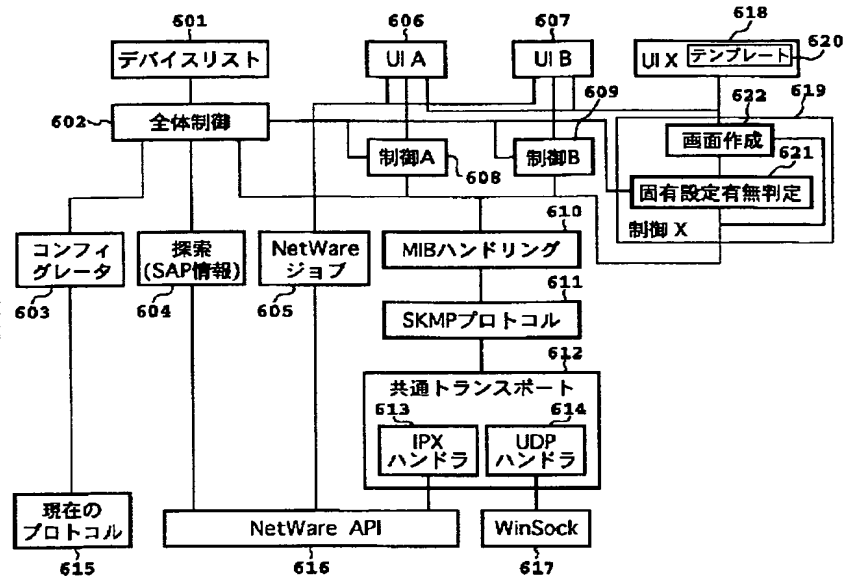 601
606
607
618
デバイスリスト
UI A
UI B
UI X
テンプレート
620
602
全体制御
609
622
619
画面作成
制御A
制御B
608
621
固有設定有無判定
制御 X
610
コンフィ
グレータ
探索
(SAP情報)
NetWare
ジョブ
MIBハンドリング
603
604
605
611
SKMPプロトコル
612
共通トランスポート
613
614
IPX
ハンドラ
UDP
ハンドラ
現在の
プロトコル
NetWare API
WinSock
615
616
617